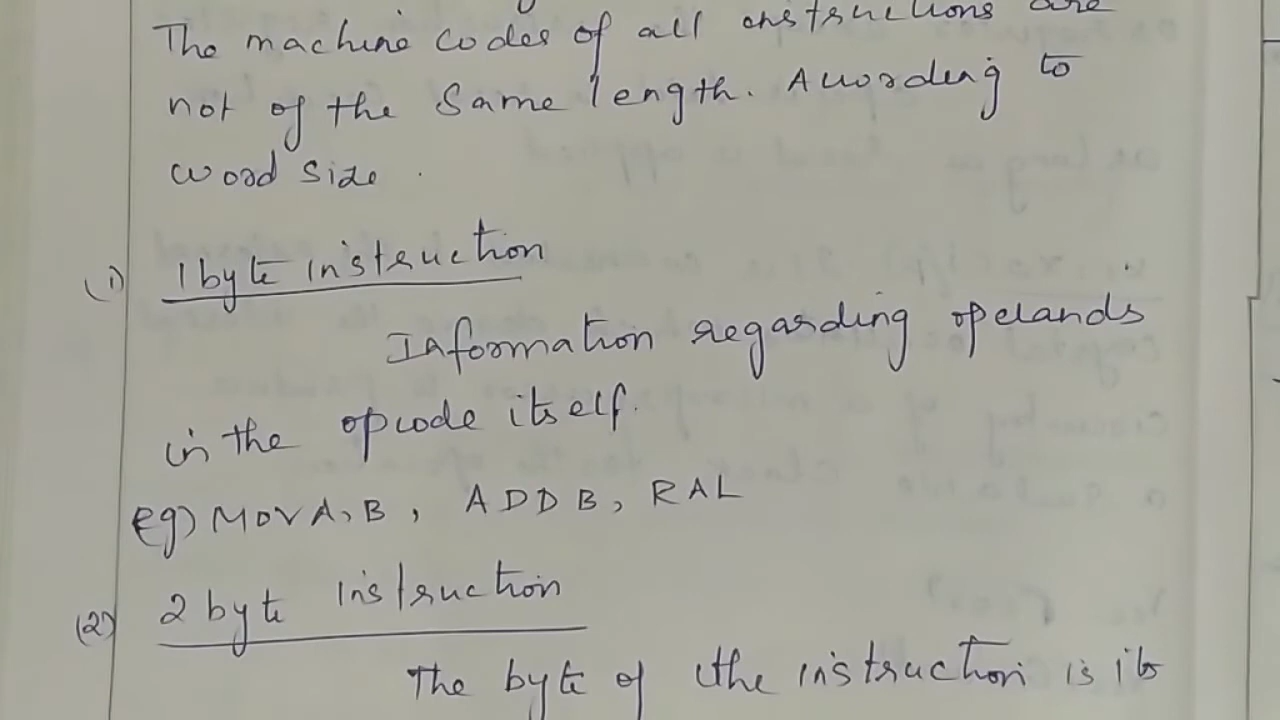 The machine codes of all instructions are
not of the same length. According to
word size.
(1) 1 byte instruction
Information regarding operands
in the opcode itself.
eg) MOV A, B, ADD B, RAL
(2) 2 byte instruction
The byte of the instruction is its